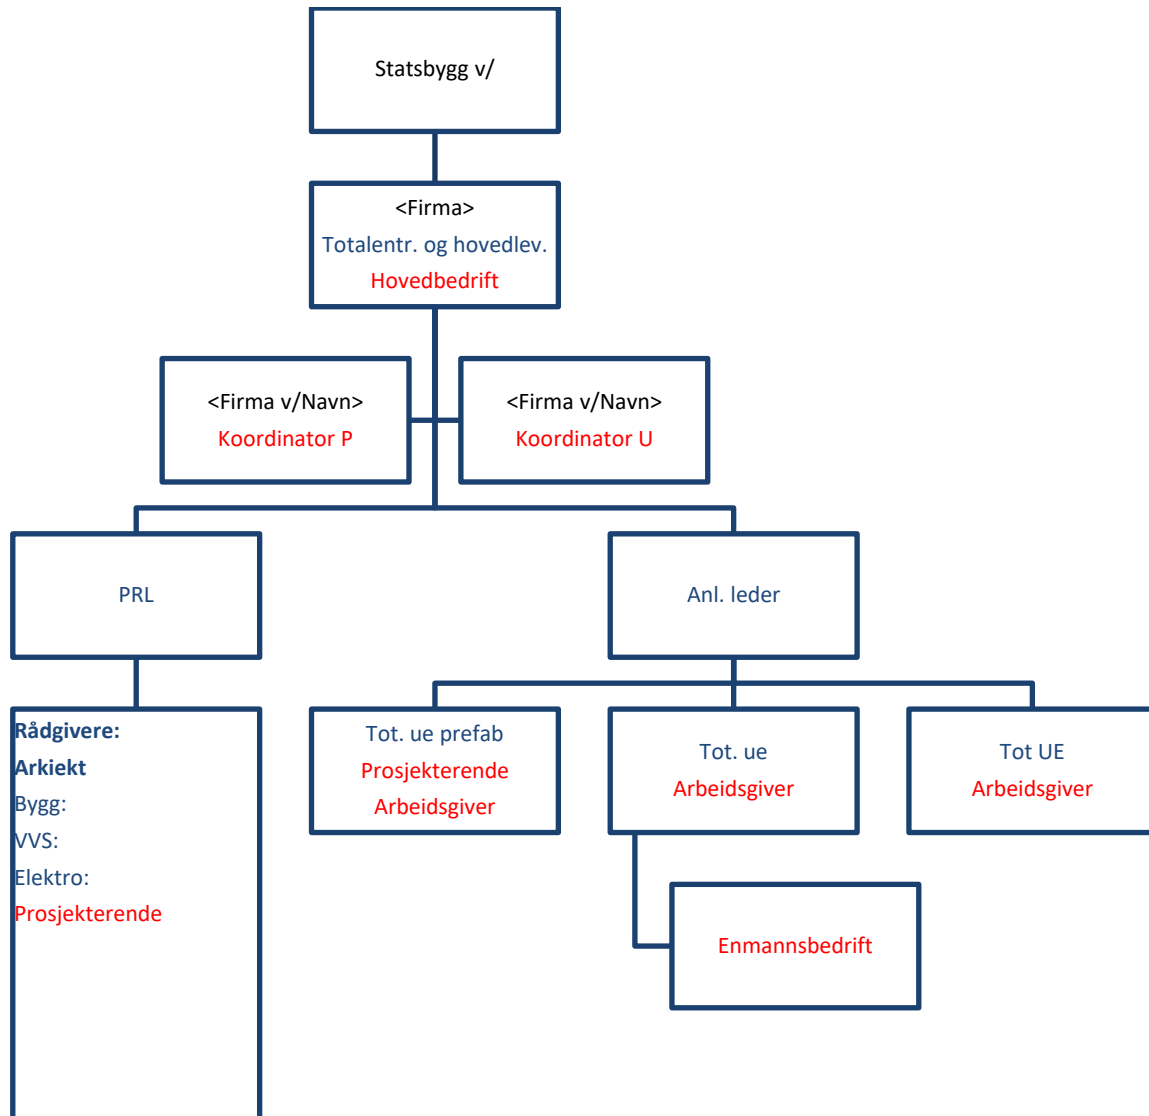 Statsbygg v/
<Firma>
Totalentr. og hovedlev.
Hovedbedrift
<Firma v/Navn>
Koordinator P
<Firma v/Navn>
Koordinator U
PRL
Anl. leder
Rådgivere:
Arkiekt
Bygg:
VVS:
Elektro:
Prosjekterende
Tot. ue prefab
Prosjekterende
Arbeidsgiver
Tot. ue
Arbeidsgiver
Tot UE
Arbeidsgiver
Enmannsbedrift